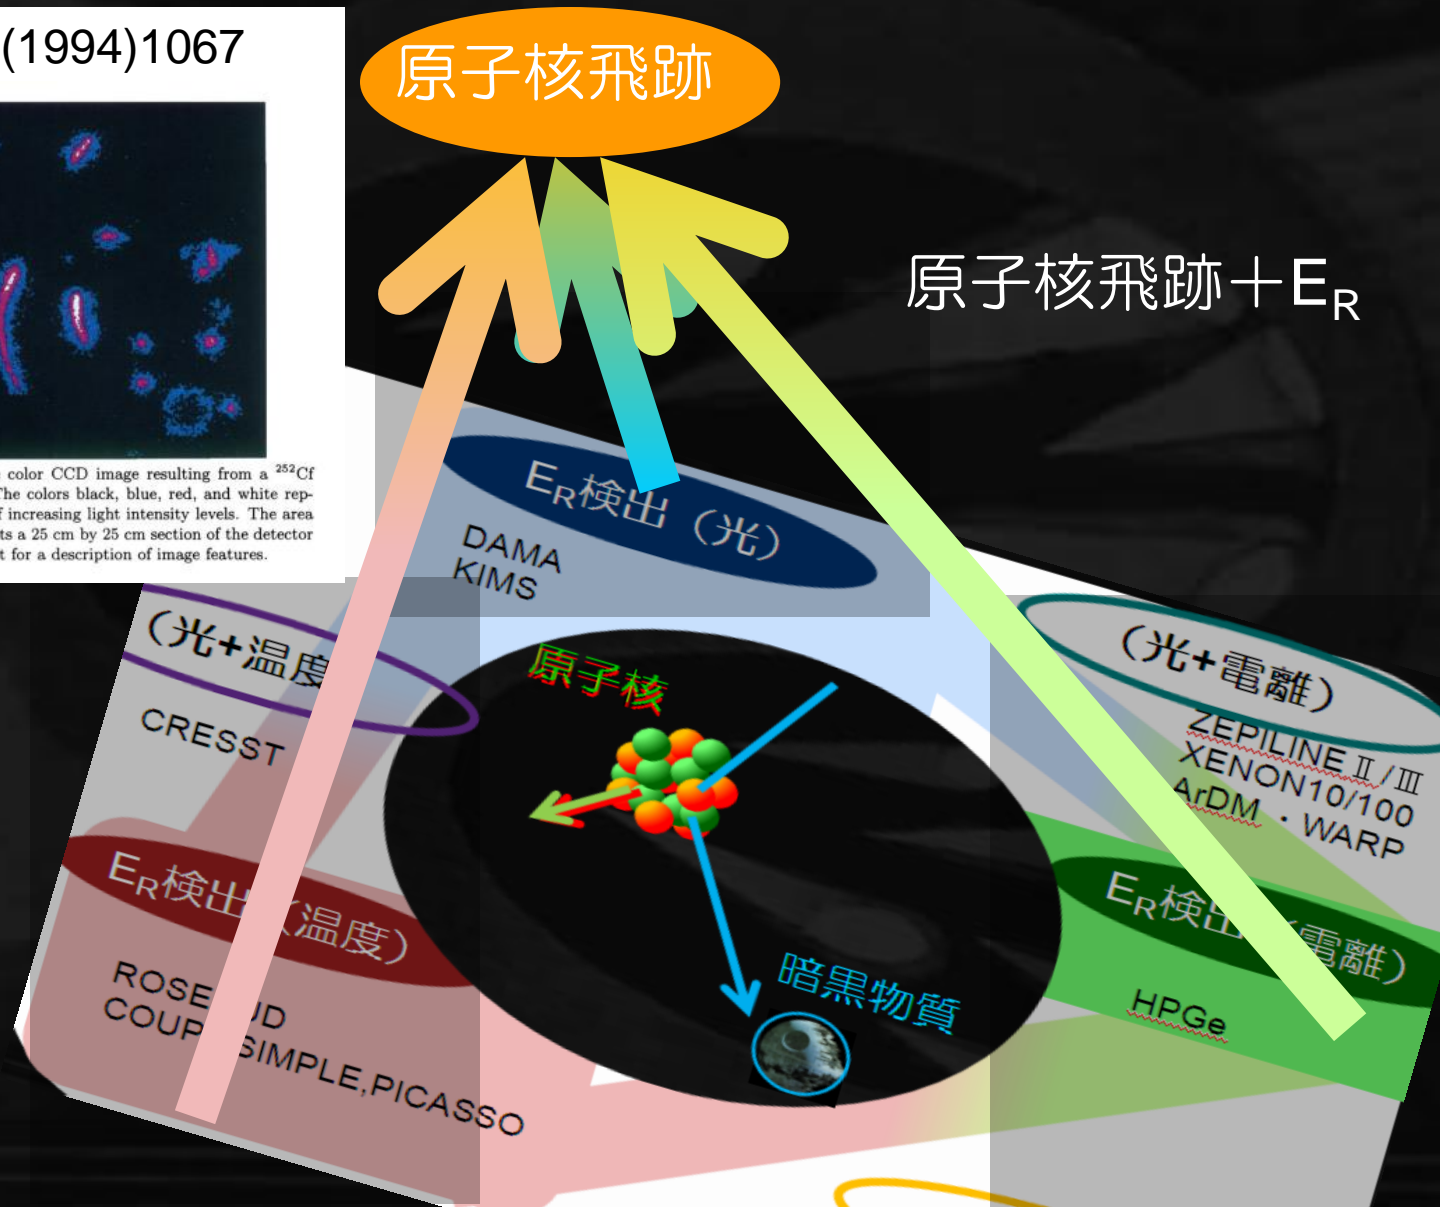 (1994)1067
原子核飛跡
原子核飛跡＋ER
color CCD image resulting from a 252Cf
The colors black, blue, red, and white rep-
f increasing light intensity levels. The area
ts a 25 cm by 25 cm section of the detector
t for a description of image features.
ER検出（光）
DAMA
KIMS
（光+温度
CRESST
原子核
（光+電離）
ZEPILINEⅡ/Ⅲ
XENON10/100
ArDM ・WARP
ER検出（温度）
ROSE UD
COUP SIMPLE,PICASSO
ER検出（電離）
HPGe
暗黒物質